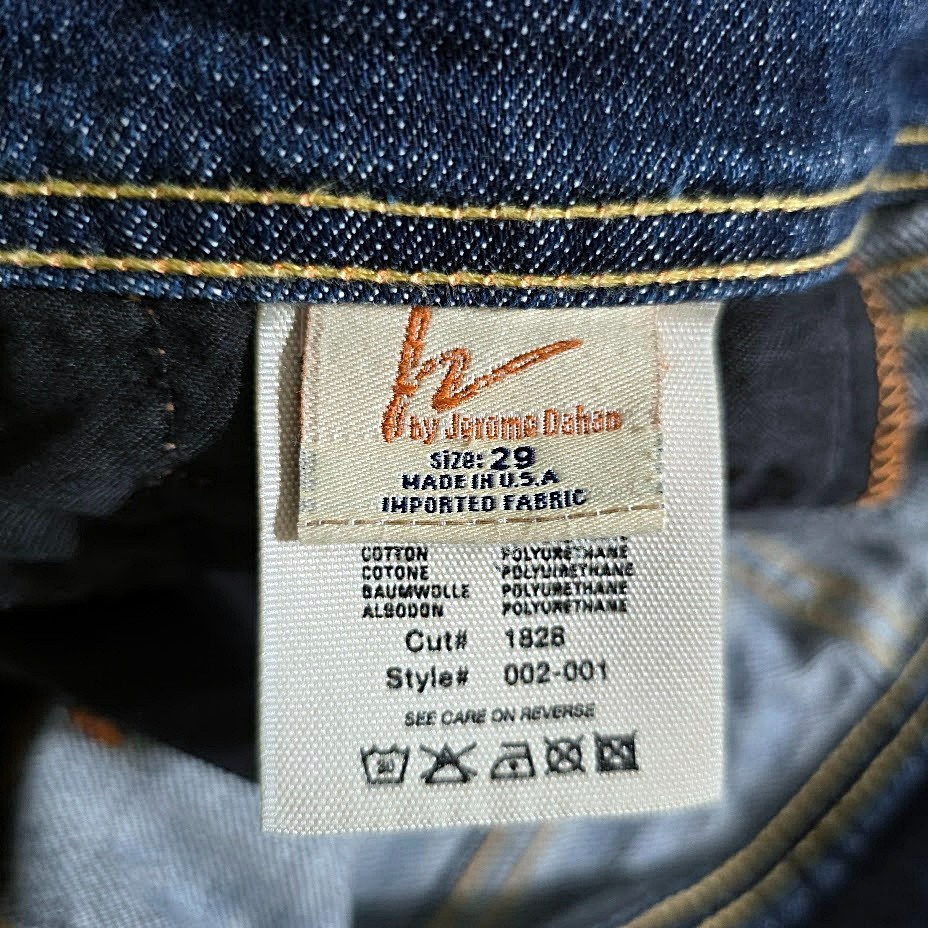 by Jerome Dahan
Size: 29
MADE IN U.S.A
IMPORTED FABRIC
COTTON POLYURETHANE
COTONE POLYURETHANE
BAUMWOLLE POLYURETHANE
ALGODON POLYURETHANE
Cut# 1828
Style# 002-001
SEE CARE ON REVERSE